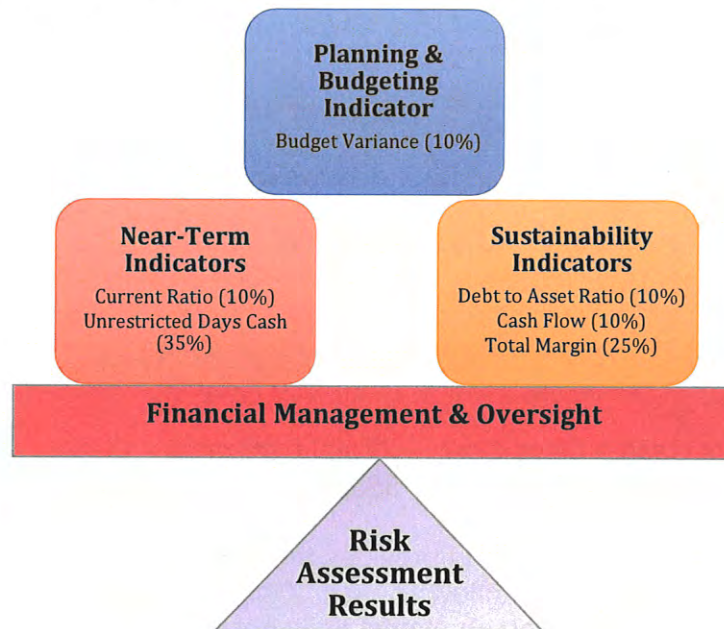 Planning &
Budgeting
Indicator
Budget Variance (10%)
Near-Term
Indicators
Current Ratio (10%)
Unrestricted Days Cash
(35%)
Sustainability
Indicators
Debt to Asset Ratio (10%)
Cash Flow (10%)
Total Margin (25%)
Financial Management & Oversight
Risk
Assessment
Results